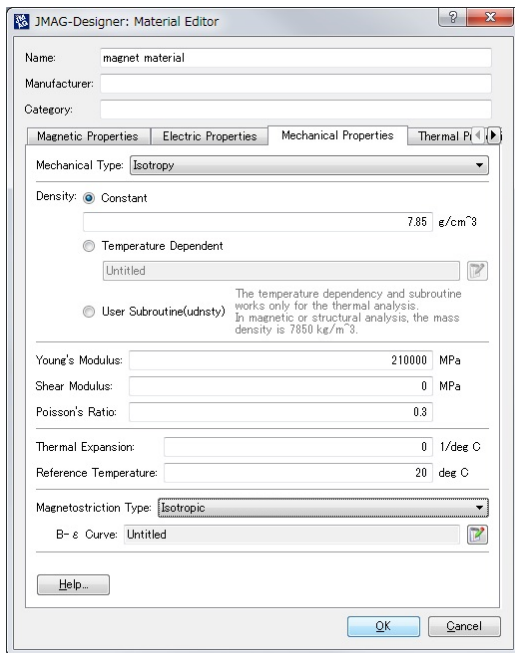 JMAG-Designer: Material Editor
Name: magnet material
Manufacturer:
Category:
Magnetic Properties Electric Properties Mechanical Properties Thermal
Mechanical Type: Isotropy
Density: Constant
7.85 g/cm^3
Temperature Dependent
Untitled
User Subroutine(udnsty)
The temperature dependency and subroutine
works only for the thermal analysis.
In magnetic or structural analysis, the mass
density is 7850 kg/m^3.
Young's Modulus: 210000 MPa
Shear Modulus: 0 MPa
Poisson's Ratio: 0.3
Thermal Expansion: 0 1/deg C
Reference Temperature: 20 deg C
Magnetostriction Type: Isotropic
B-ε Curve: Untitled
Help...
OK Cancel